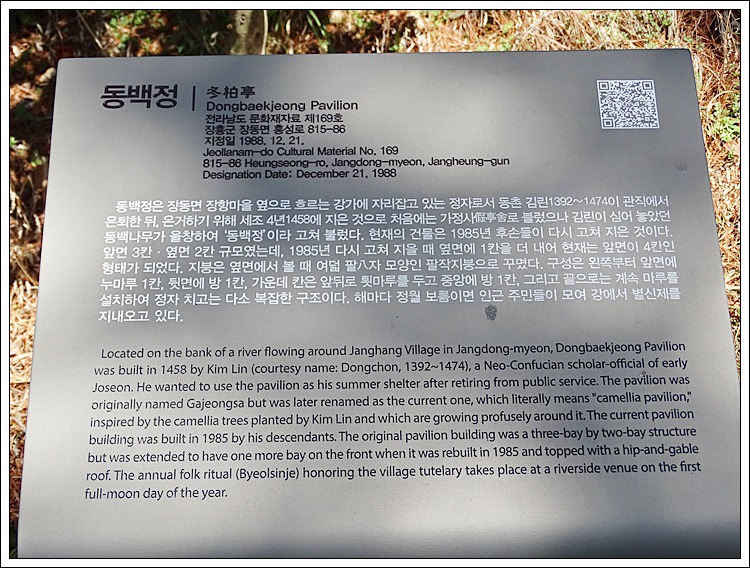 동백정 冬柏亭
Dongbaekjeong Pavilion
전라남도 문화재자료 제169호
장흥군 장동면 흥성로 815-86
지정일 1988. 12. 21.
Jeollanam-do Cultural Material No. 169
815-86 Heungseong-ro, Jangdong-myeon, Jangheung-gun
Designation Date: December 21, 1988
동백정은 장동면 장항마을 옆으로 흐르는 강가에 자리잡고 있는 정자로서 동촌 김린1392~1474이 관직에서
은퇴한 뒤, 은거하기 위해 세조 4년1458에 지은 것으로 처음에는 가정사假亭舍로 불렀으나 김린이 심어 놓았던
동백나무가 울창하여 '동백정'이라 고쳐 불렀다. 현재의 건물은 1985년 후손들이 다시 고쳐 지은 것이다.
앞면 3칸·옆면 2칸 규모였는데, 1985년 다시 고쳐 지을 때 옆면에 1칸을 더 내어 현재는 앞면이 4칸인
형태가 되었다. 지붕은 옆면에서 볼 때 여덟 팔八자 모양인 팔작지붕으로 꾸몄다. 구성은 왼쪽부터 앞면에
누마루 1칸, 뒷면에 방 1칸, 가운데 칸은 앞뒤로 툇마루를 두고 중앙에 방 1칸, 그리고 끝으로는 계속 마루를
설치하여 정자 치고는 다소 복잡한 구조이다. 해마다 정월 보름이면 인근 주민들이 모여 강에서 별신제를
지내오고 있다.
Located on the bank of a river flowing around Janghang Village in Jangdong-myeon, Dongbaekjeong Pavilion
was built in 1458 by Kim Lin (courtesy name: Dongchon, 1392~1474), a Neo-Confucian scholar-official of early
Joseon. He wanted to use the pavilion as his summer shelter after retiring from public service. The pavilion was
originally named Gajeongsa but was later renamed as the current one, which literally means "camellia pavilion,"
inspired by the camellia trees planted by Kim Lin and which are growing profusely around it. The current pavilion
building was built in 1985 by his descendants. The original pavilion building was a three-bay by two-bay structure
but was extended to have one more bay on the front when it was rebuilt in 1985 and topped with a hip-and-gable
roof. The annual folk ritual (Byeolsinje) honoring the village tutelary takes place at a riverside venue on the first
full-moon day of the year.